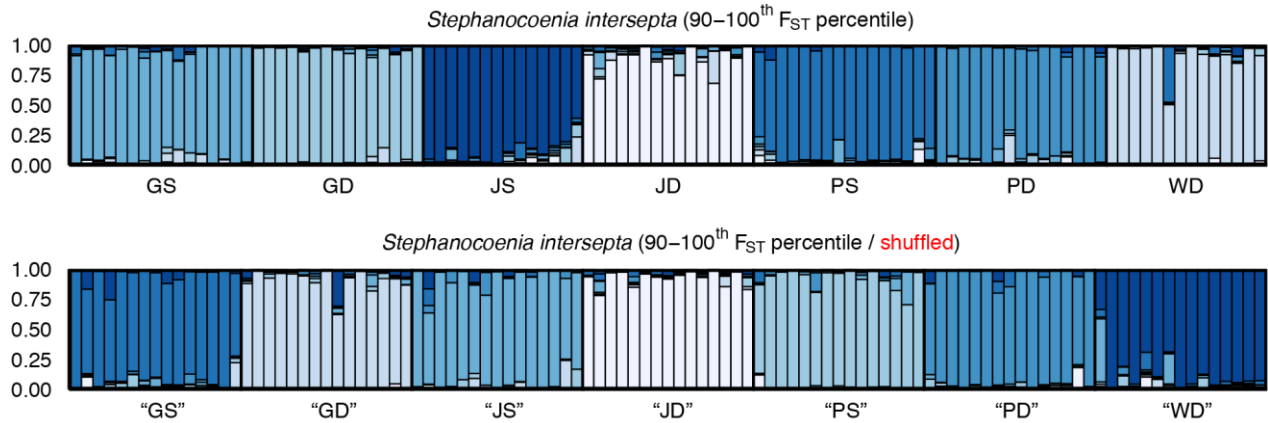 Stephanocoenia intersepta (90–100th FST percentile)
1.00
0.75
0.50
0.25
0.00
GS GD JS JD PS PD WD
Stephanocoenia intersepta (90–100th FST percentile / shuffled)
1.00
0.75
0.50
0.25
0.00
“GS” “GD” “JS” “JD” “PS” “PD” “WD”